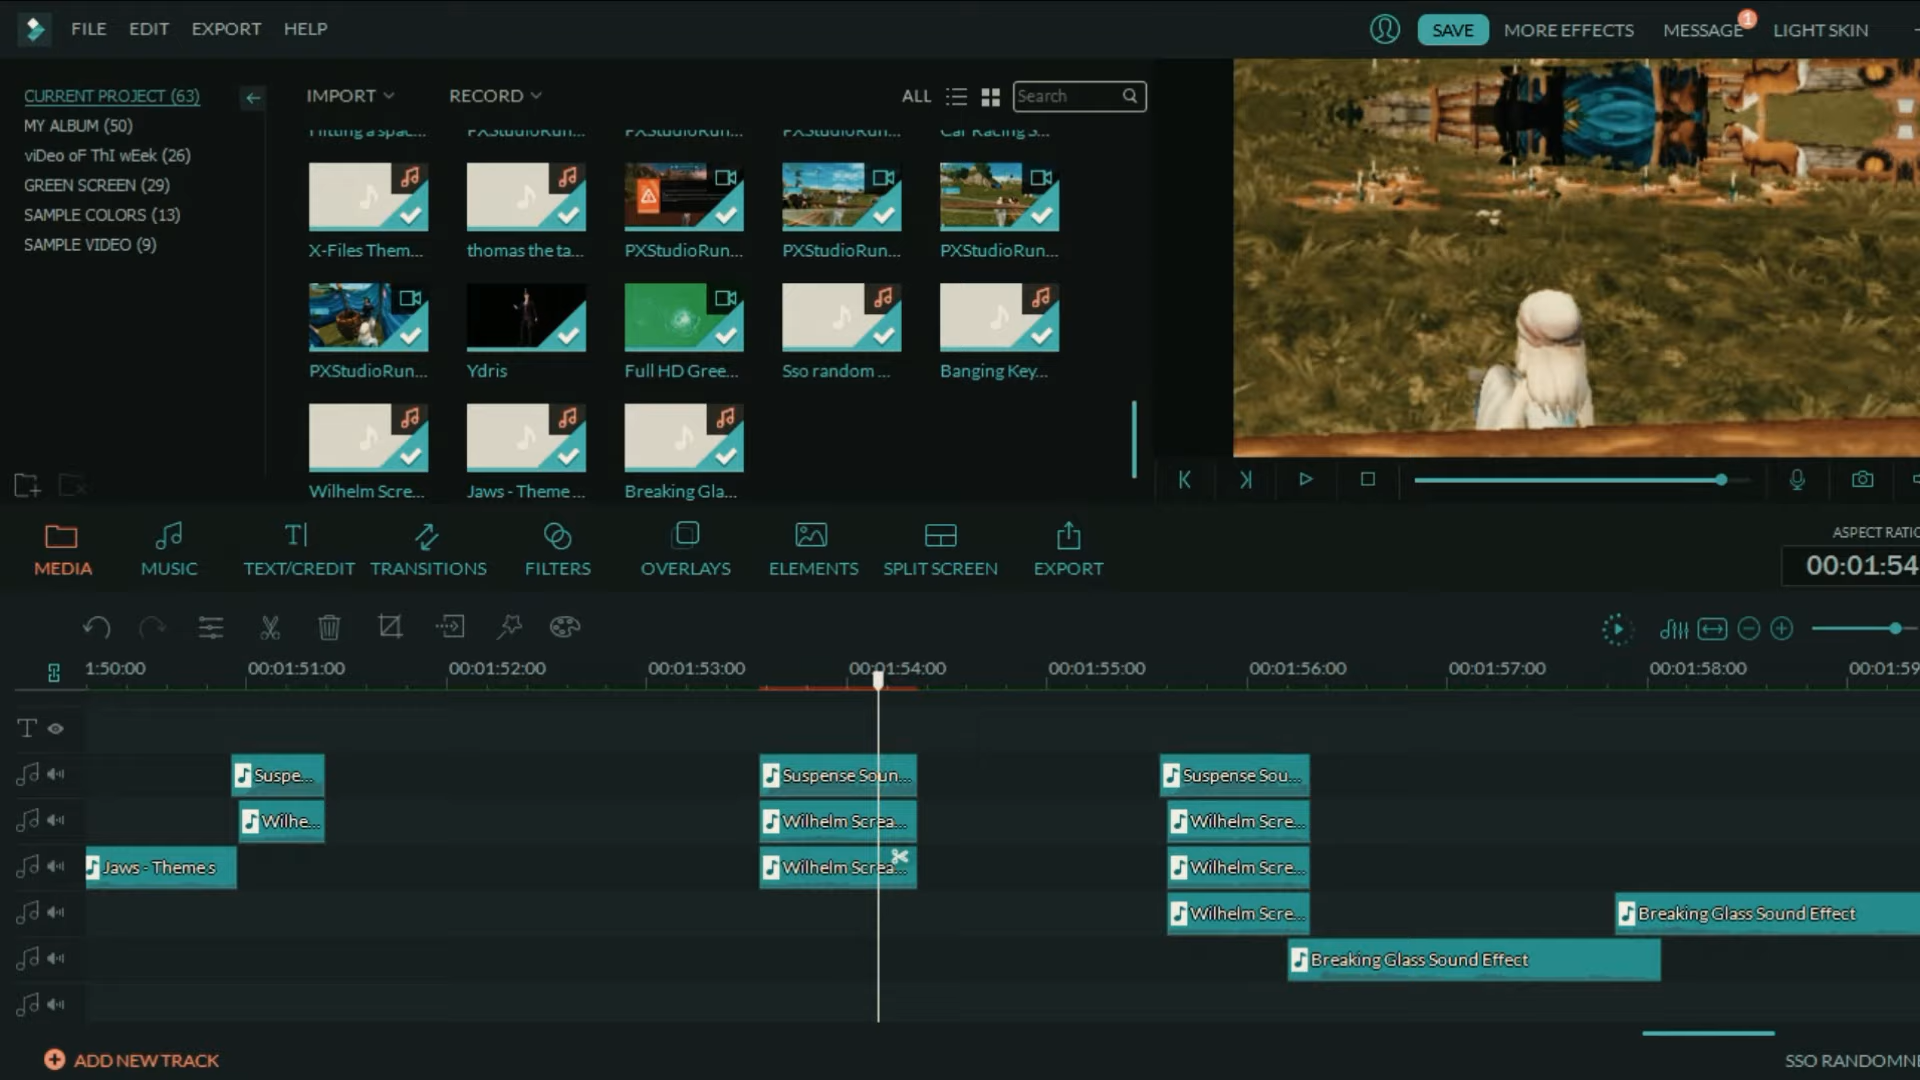 FILE EDIT EXPORT HELP
SAVE MORE EFFECTS MESSAGE 1 LIGHT SKIN
CURRENT PROJECT (63)
MY ALBUM (50)
viDeo oF ThI wEek (26)
GREEN SCREEN (29)
SAMPLE COLORS (13)
SAMPLE VIDEO (9)
IMPORT RECORD ALL Search
Hitting a spac... PXStudioRun... PXStudioRun... PXStudioRun... Car Racing S...
X-Files Them... thomas the ta... PXStudioRun... PXStudioRun... PXStudioRun...
PXStudioRun... Ydris Full HD Gree... Sso random ... Banging Key...
Wilhelm Scre... Jaws - Theme ... Breaking Gla...
MEDIA MUSIC TEXT/CREDIT TRANSITIONS FILTERS OVERLAYS ELEMENTS SPLIT SCREEN EXPORT
ASPECT RATIO
00:01:54
1:50:00 00:01:51:00 00:01:52:00 00:01:53:00 00:01:54:00 00:01:55:00 00:01:56:00 00:01:57:00 00:01:58:00 00:01:59
T
Suspe... Suspense Soun... Suspense Sou...
Wilhe... Wilhelm Screa... Wilhelm Scre...
Jaws - Theme s Wilhelm Screa... Wilhelm Scre...
Wilhelm Scre... Breaking Glass Sound Effect
Breaking Glass Sound Effect
ADD NEW TRACK
SSO RANDOMNE